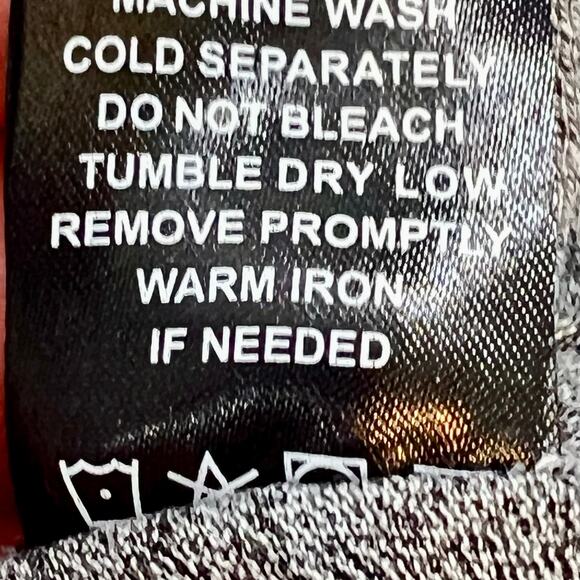 MACHINE WASH
COLD SEPARATELY
DO NOT BLEACH
TUMBLE DRY LOW
REMOVE PROMPTLY
WARM IRON
IF NEEDED